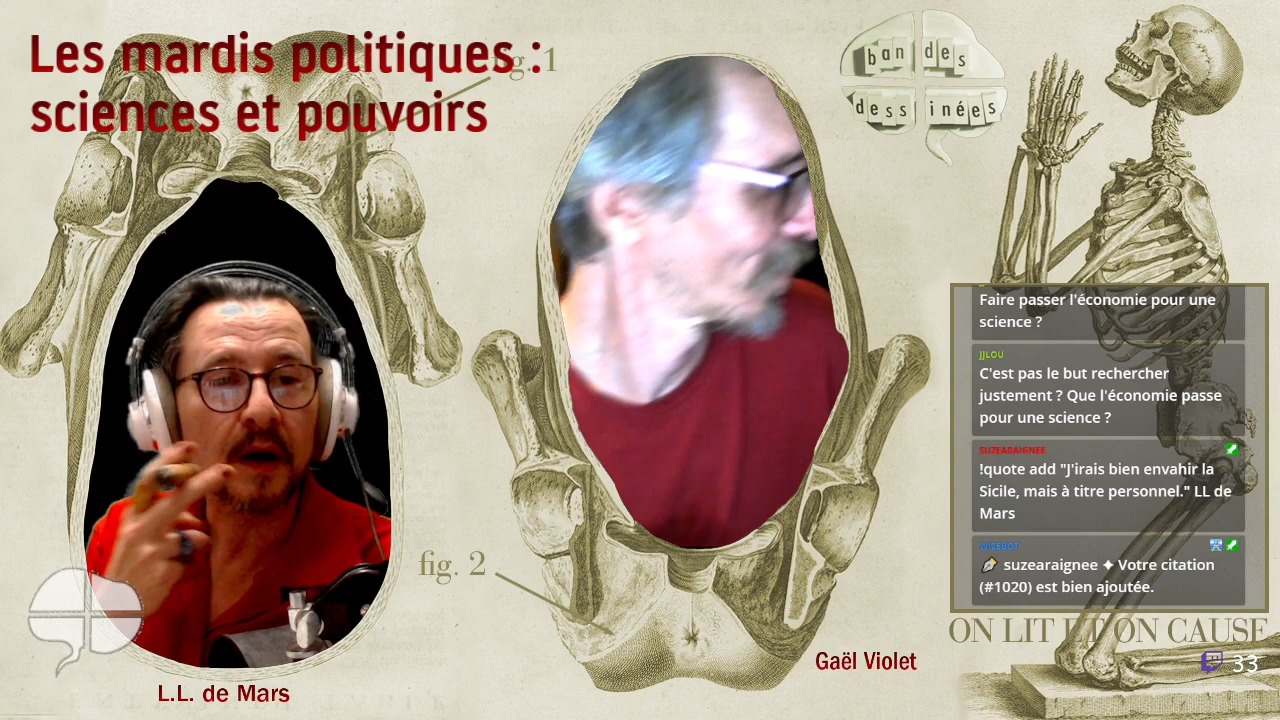 Les mardis politiques :
sciences et pouvoirs
fig. 1
ban des
dess inées
Faire passer l'économie pour une
science ?
JJLOU
C'est pas le but rechercher
justement ? Que l'économie passe
pour une science ?
SUZEARAIGNEE
!quote add "J'irais bien envahir la
Sicile, mais à titre personnel." LL de
Mars
WIZEBOT
suzearaignee ✦ Votre citation
(#1020) est bien ajoutée.
fig. 2
ON LIT ET ON CAUSE
33
Gaël Violet
L.L. de Mars